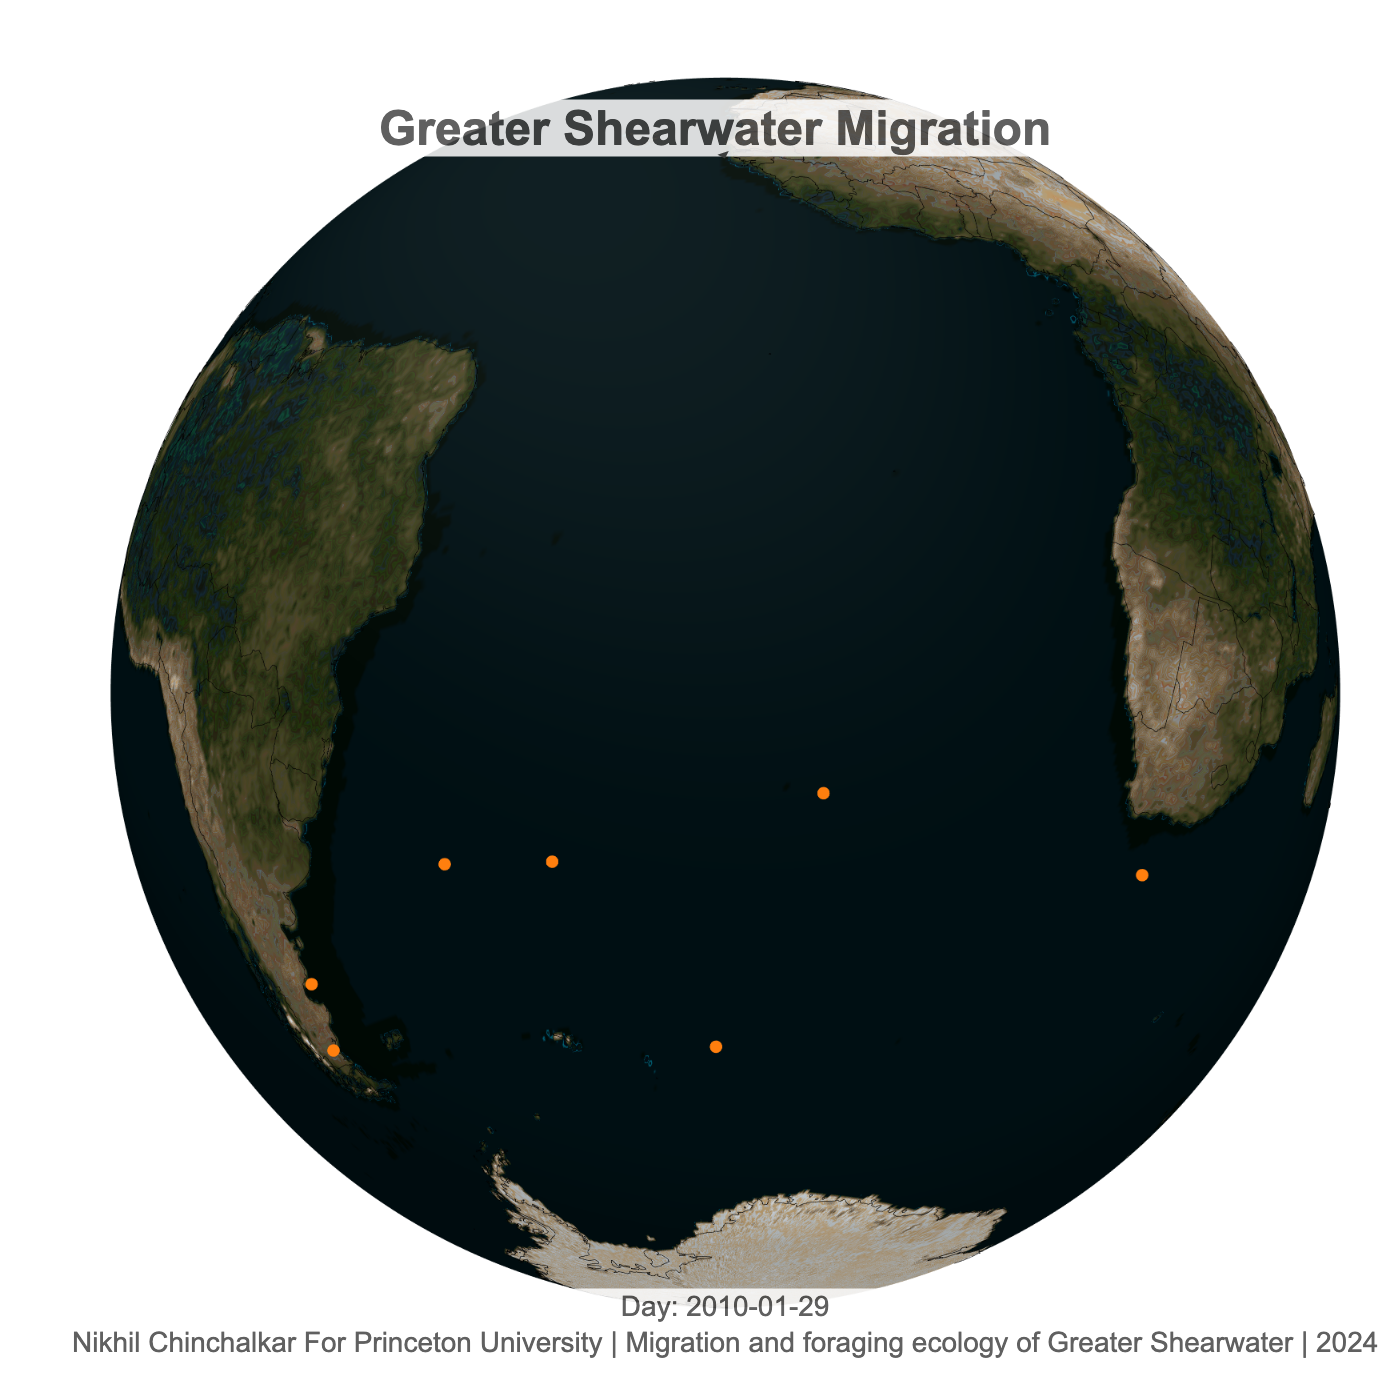 Greater Shearwater Migration
Day: 2010-01-29
Nikhil Chinchalkar For Princeton University | Migration and foraging ecology of Greater Shearwater | 2024